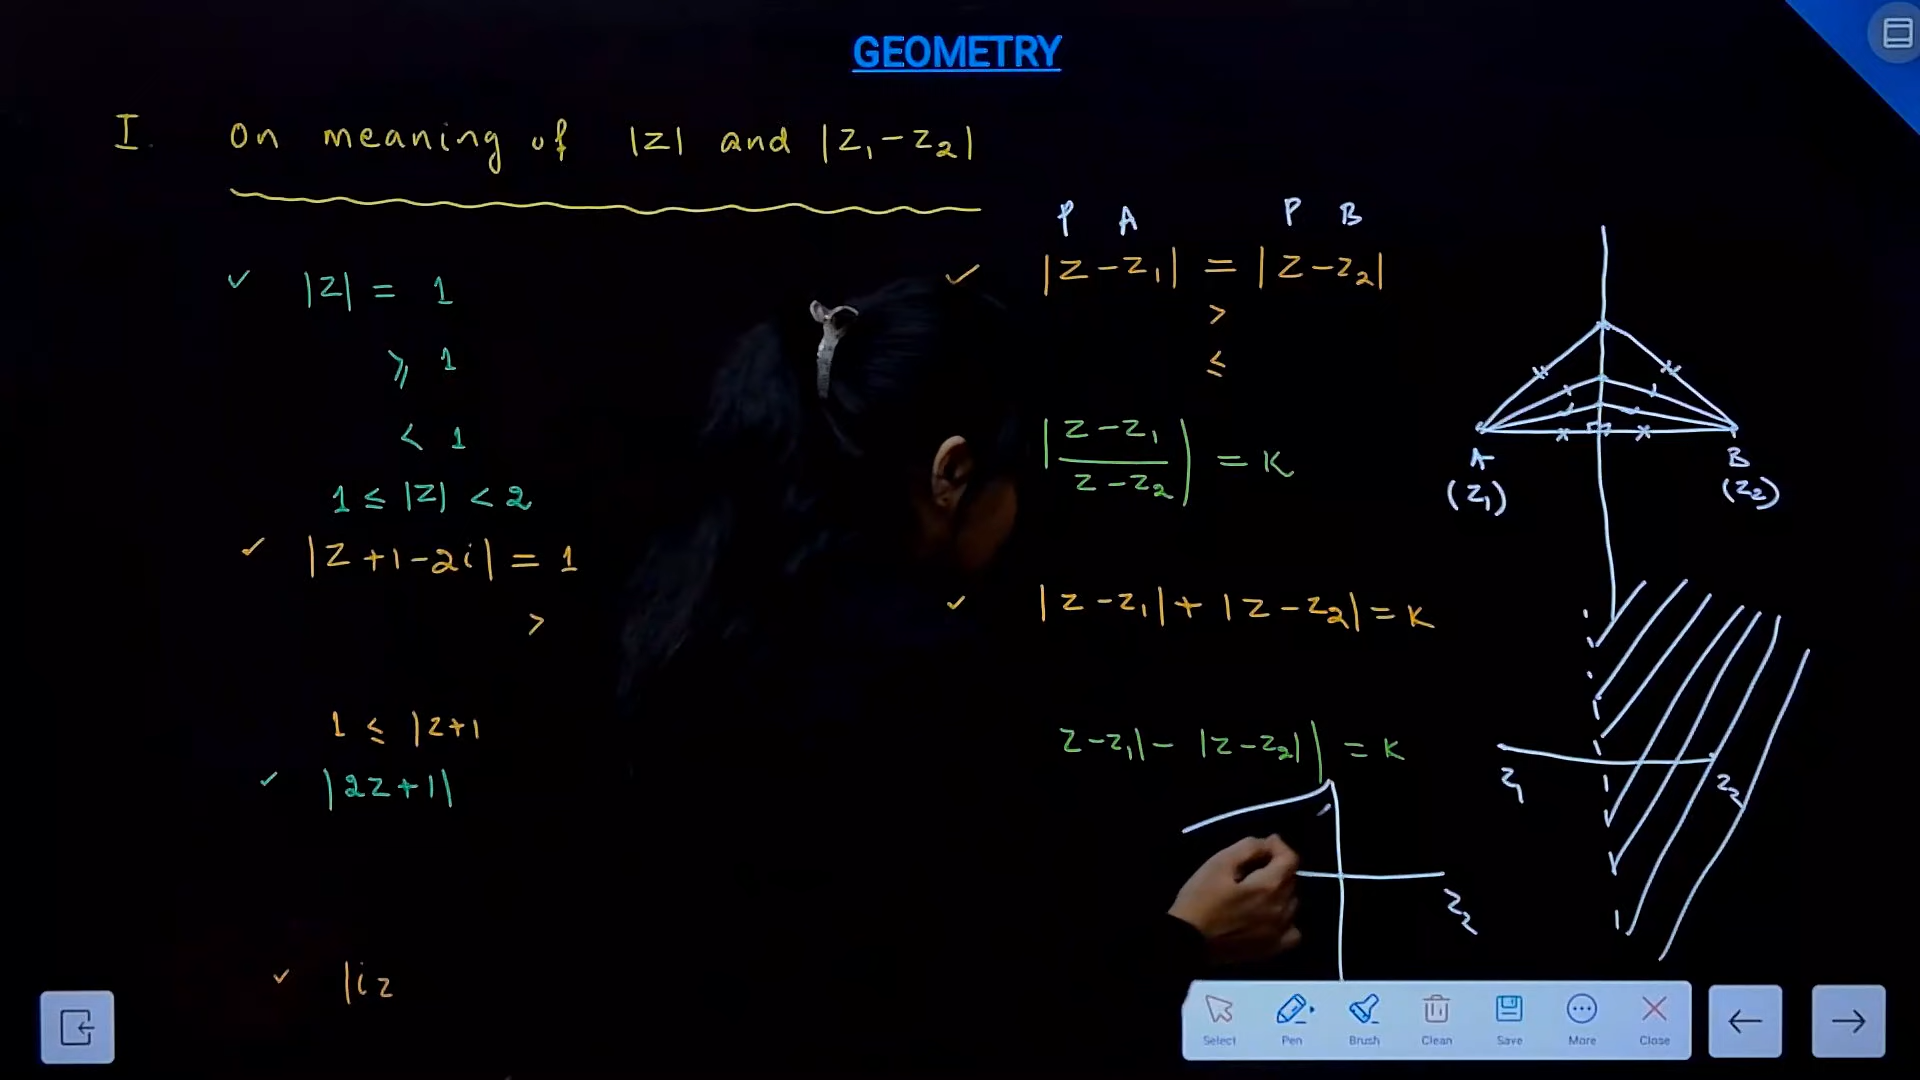 GEOMETRY
I. On meaning of |z| and |z₁-z₂|
|z| = 1
⩾ 1
< 1
1 ≤ |z| < 2
|z+1-2i| = 1
>
1 ≤ |z+1
|2z+1|
|iz
P A P B
|z-z₁| = |z-z₂|
>
≤
|z-z₁ / z-z₂| = K
|z-z₁| + |z-z₂| = K
z-z₁| - |z-z₂|| = K
A B
(z₁) (z₂)
z₁ z₂
z₂
Select Pen Brush Clean Save More Close